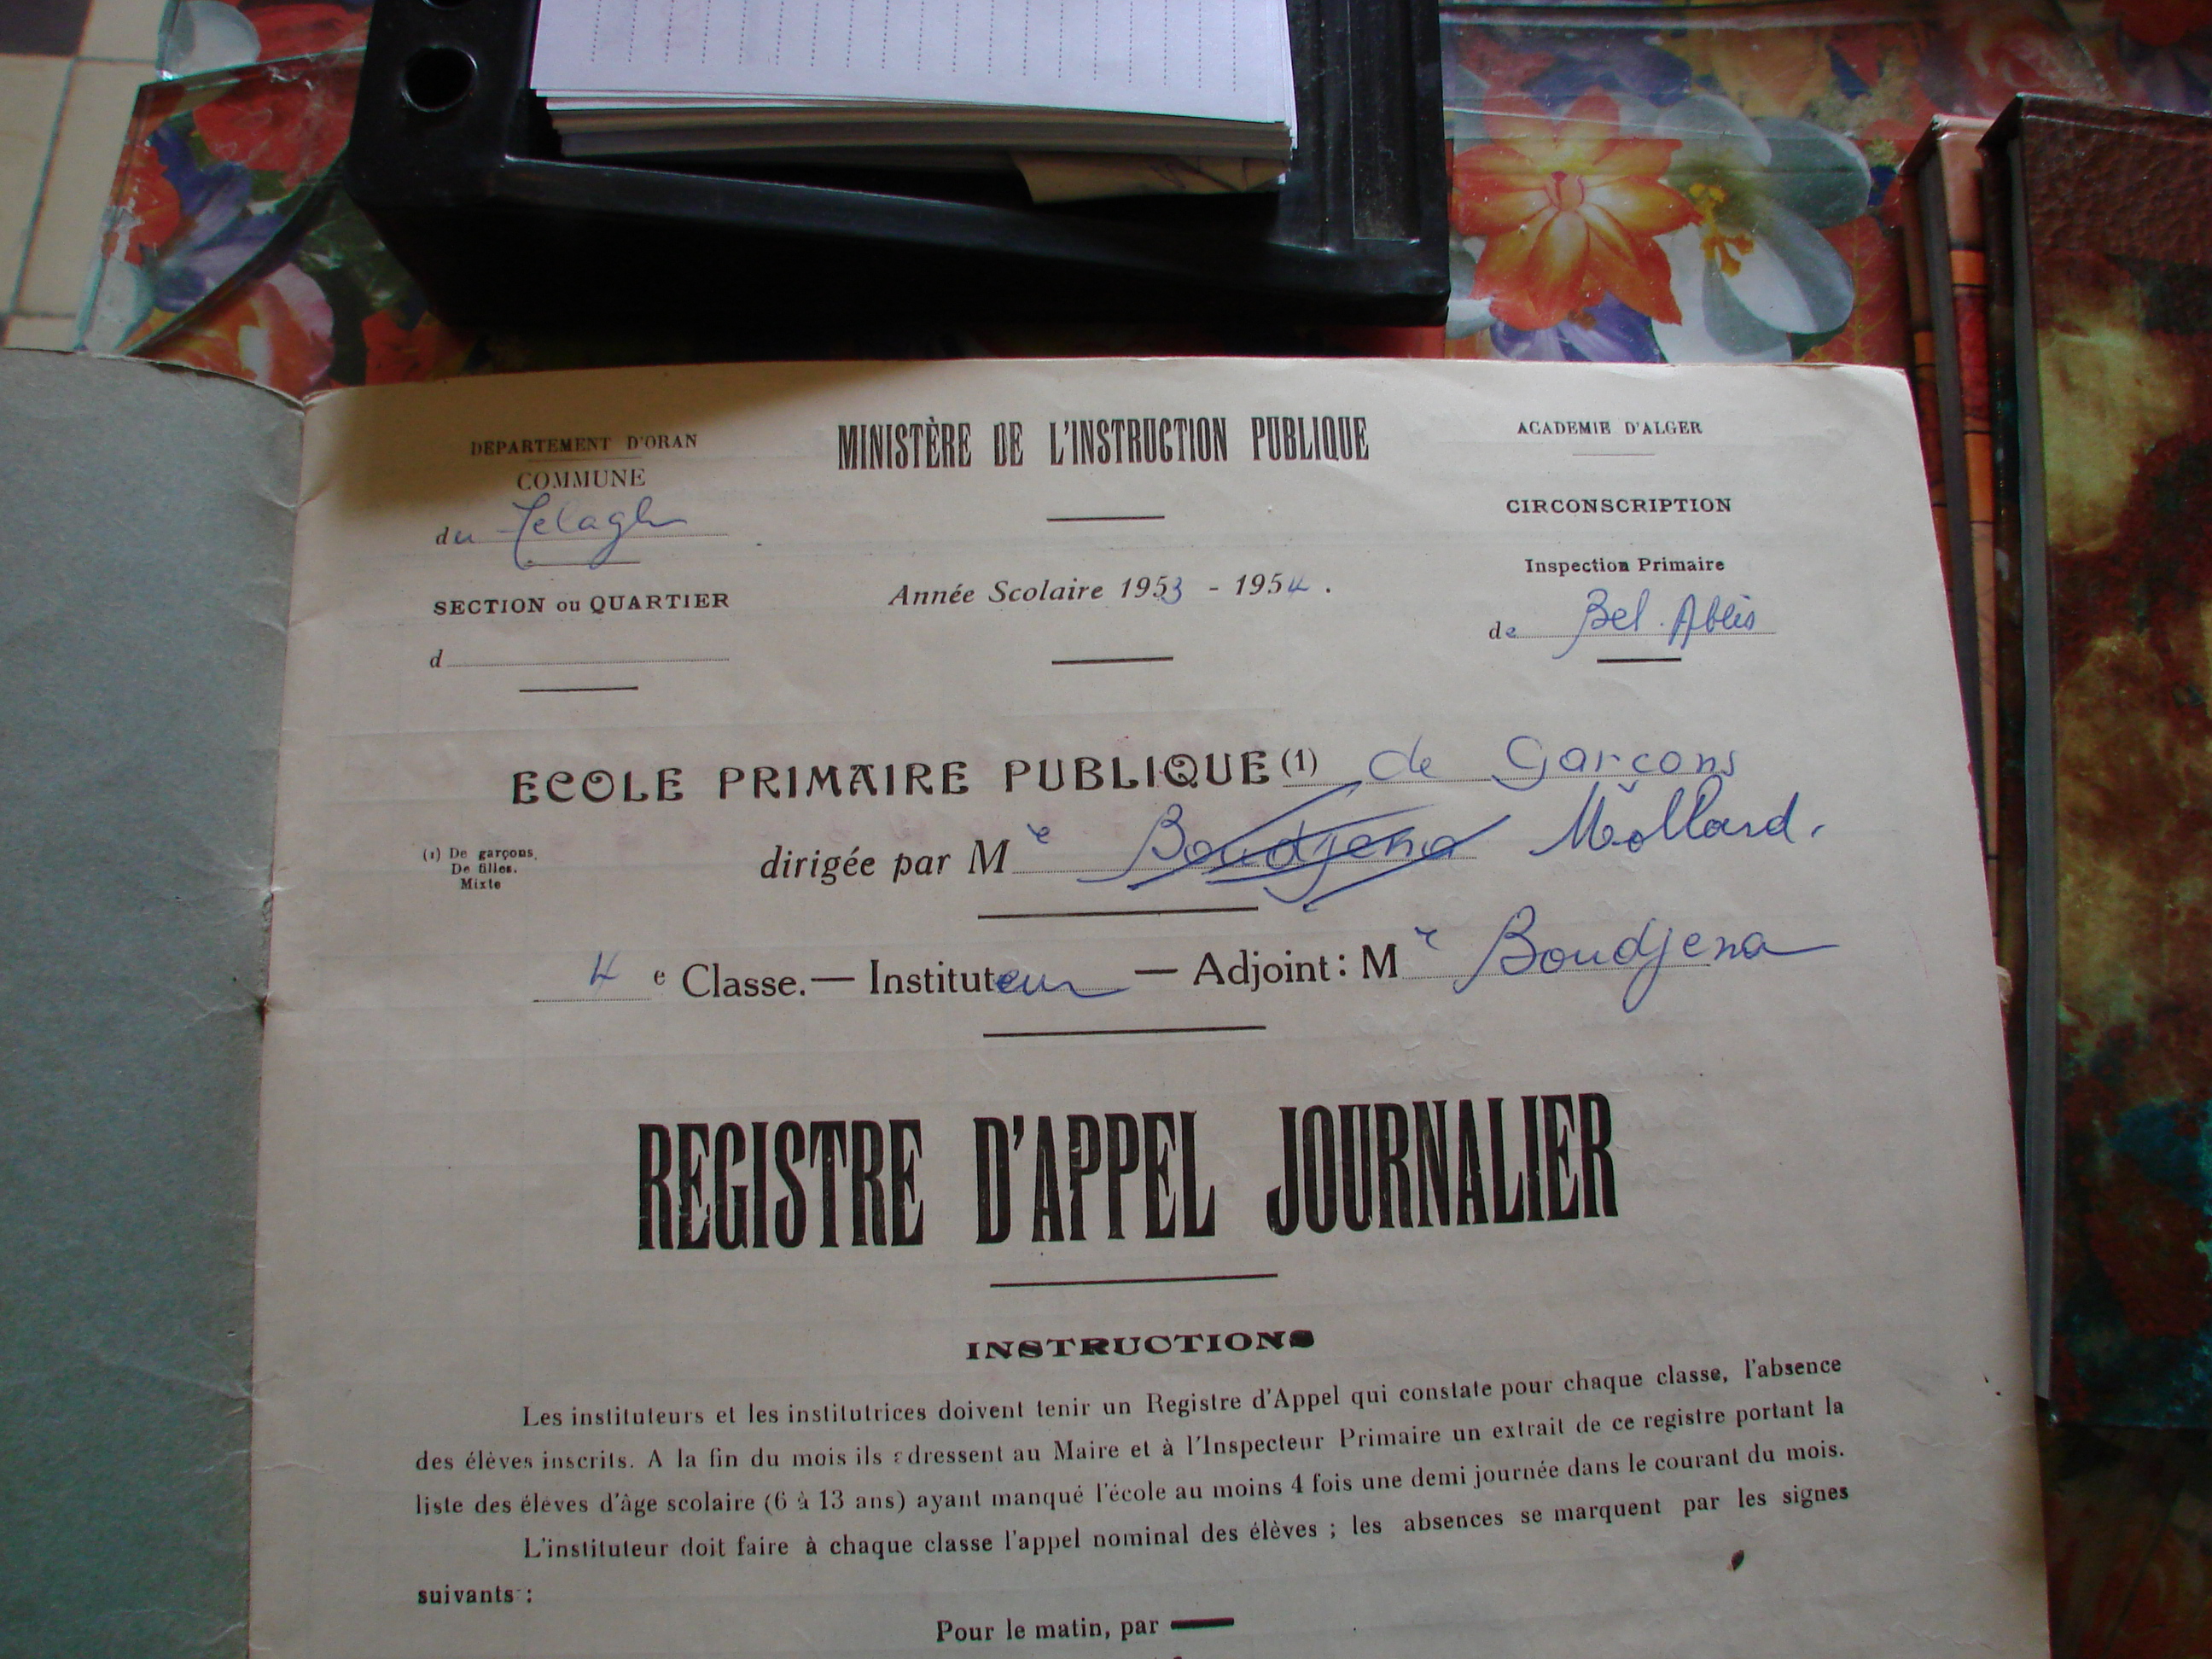 DEPARTEMENT D'ORAN
COMMUNE
du Telagh
SECTION ou QUARTIER
d
MINISTÈRE DE L'INSTRUCTION PUBLIQUE
Année Scolaire 1953 - 1954.
ACADEMIE D'ALGER
CIRCONSCRIPTION
Inspection Primaire
de Bel. Abbès
ECOLE PRIMAIRE PUBLIQUE (1) de Garçons
(1) De garçons.
De filles.
Mixte
dirigée par Mr Boudjena Mollard.
4e Classe. — Instituteur — Adjoint : Mr Boudjena
REGISTRE D'APPEL JOURNALIER
INSTRUCTIONS
Les instituteurs et les institutrices doivent tenir un Registre d'Appel qui constate pour chaque classe, l'absence
des élèves inscrits. A la fin du mois ils adressent au Maire et à l'Inspecteur Primaire un extrait de ce registre portant la
liste des élèves d'âge scolaire (6 à 13 ans) ayant manqué l'école au moins 4 fois une demi journée dans le courant du mois.
L'instituteur doit faire à chaque classe l'appel nominal des élèves ; les absences se marquent par les signes
suivants :
Pour le matin, par —